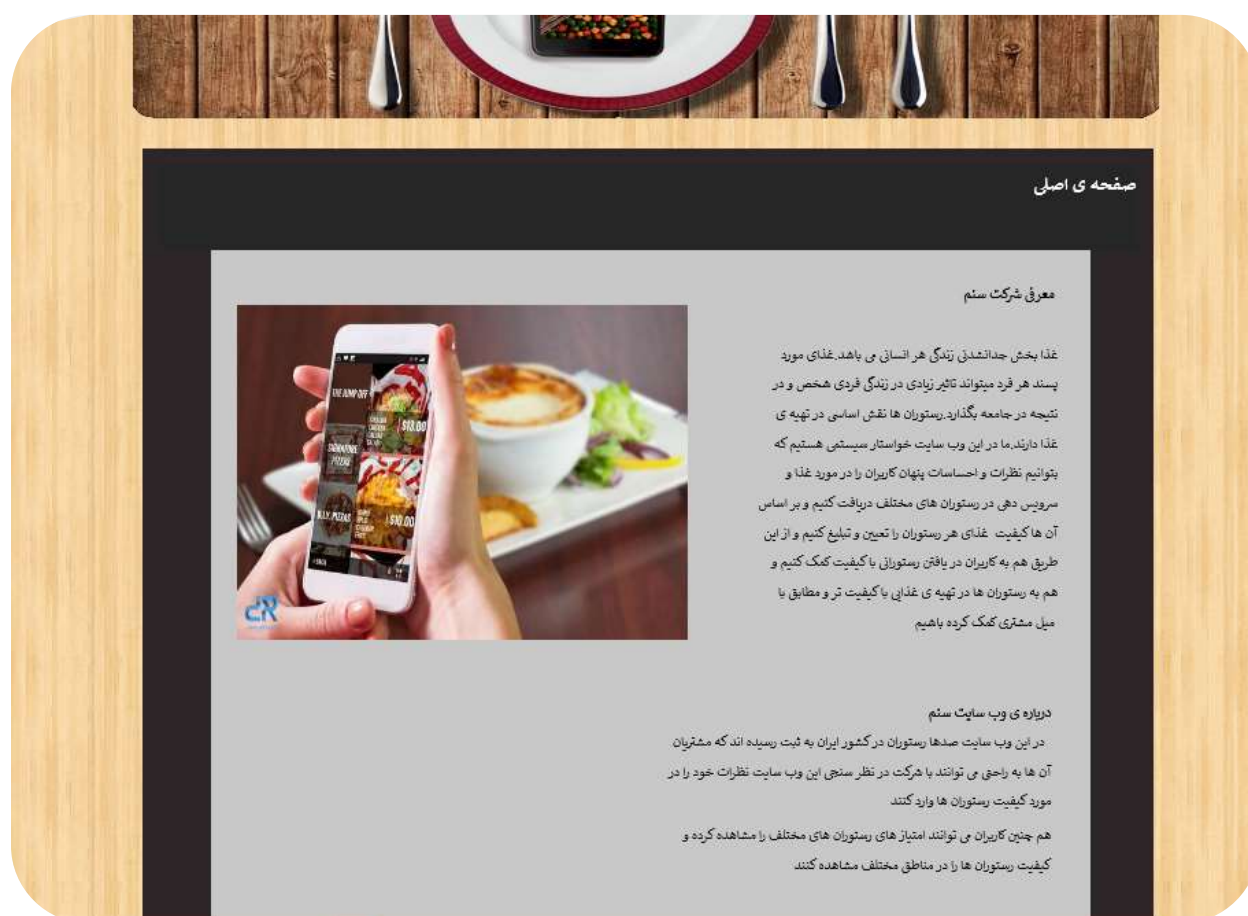 صفحه ی اصلی
معرفی شرکت سنم
غذا بخش جدانشدنی زندگی هر انسانی می باشد.غذای مورد
پسند هر فرد میتواند تاثیر زیادی در زندگی فردی شخص و در
نتیجه در جامعه بگذارد.رستوران ها نقش اساسی در تهیه ی
غذا دارند.ما در این وب سایت خواستار سیستمی هستیم که
بتوانیم نظرات و احساسات پنهان کاربران را در مورد غذا و
سرویس دهی در رستوران های مختلف دریافت کنیم و بر اساس
آن ها کیفیت غذای هر رستوران را تعیین و تبلیغ کنیم و از این
طریق هم به کاربران در یافتن رستورانی با کیفیت کمک کنیم و
هم به رستوران ها در تهیه ی غذایی با کیفیت تر و مطابق با
میل مشتری کمک کرده باشیم
THE JUMP OFF
$13.00
SIGNATURE
PIZZAS
$10.00
درباره ی وب سایت سنم
در این وب سایت صدها رستوران در کشور ایران به ثبت رسیده اند که مشتریان
آن ها به راحتی می توانند با شرکت در نظر سنجی این وب سایت نظرات خود را در
مورد کیفیت رستوران ها وارد کنند
هم چنین کاربران می توانند امتیاز های رستوران های مختلف را مشاهده کرده و
کیفیت رستوران ها را در مناطق مختلف مشاهده کنند